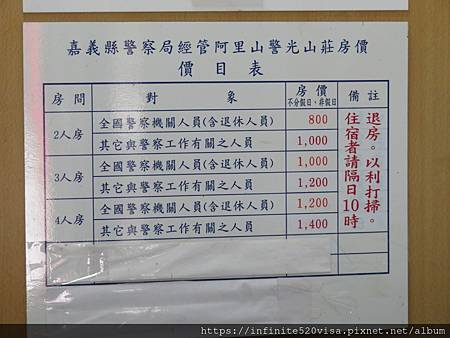 嘉義縣警察局經管阿里山警光山莊房價
價目表
房間 對象 房價 不分假日、非假日 備註
2人房 全國警察機關人員(含退休人員) 800
其它與警察工作有關之人員 1,000
3人房 全國警察機關人員(含退休人員) 1,000
其它與警察工作有關之人員 1,200
4人房 全國警察機關人員(含退休人員) 1,200
其它與警察工作有關之人員 1,400
住宿者請隔日10時
退房。以利打掃。
https://infinite520visa.pixnet.net/album